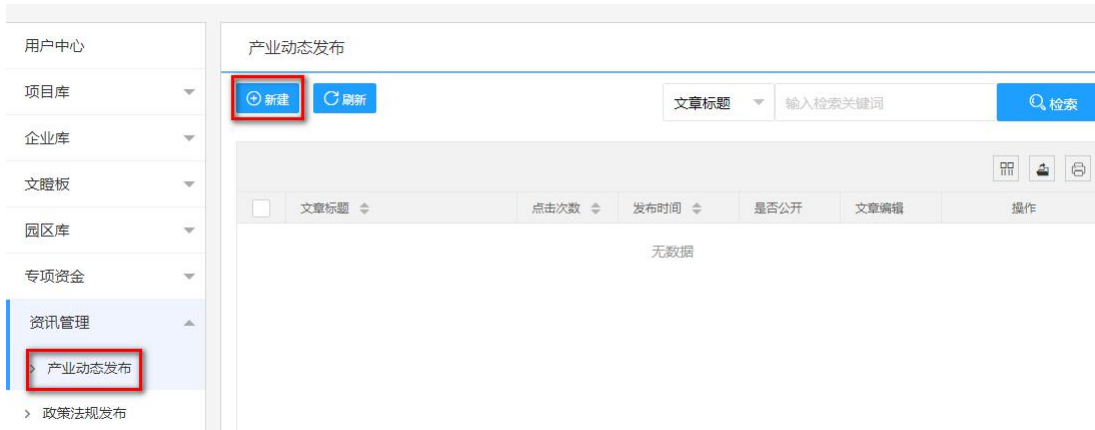 用户中心
项目库
企业库
文瞪板
园区库
专项资金
资讯管理
> 产业动态发布
> 政策法规发布
产业动态发布
新建 刷新 文章标题 输入检索关键词 检索
文章标题 点击次数 发布时间 是否公开 文章编辑 操作
无数据